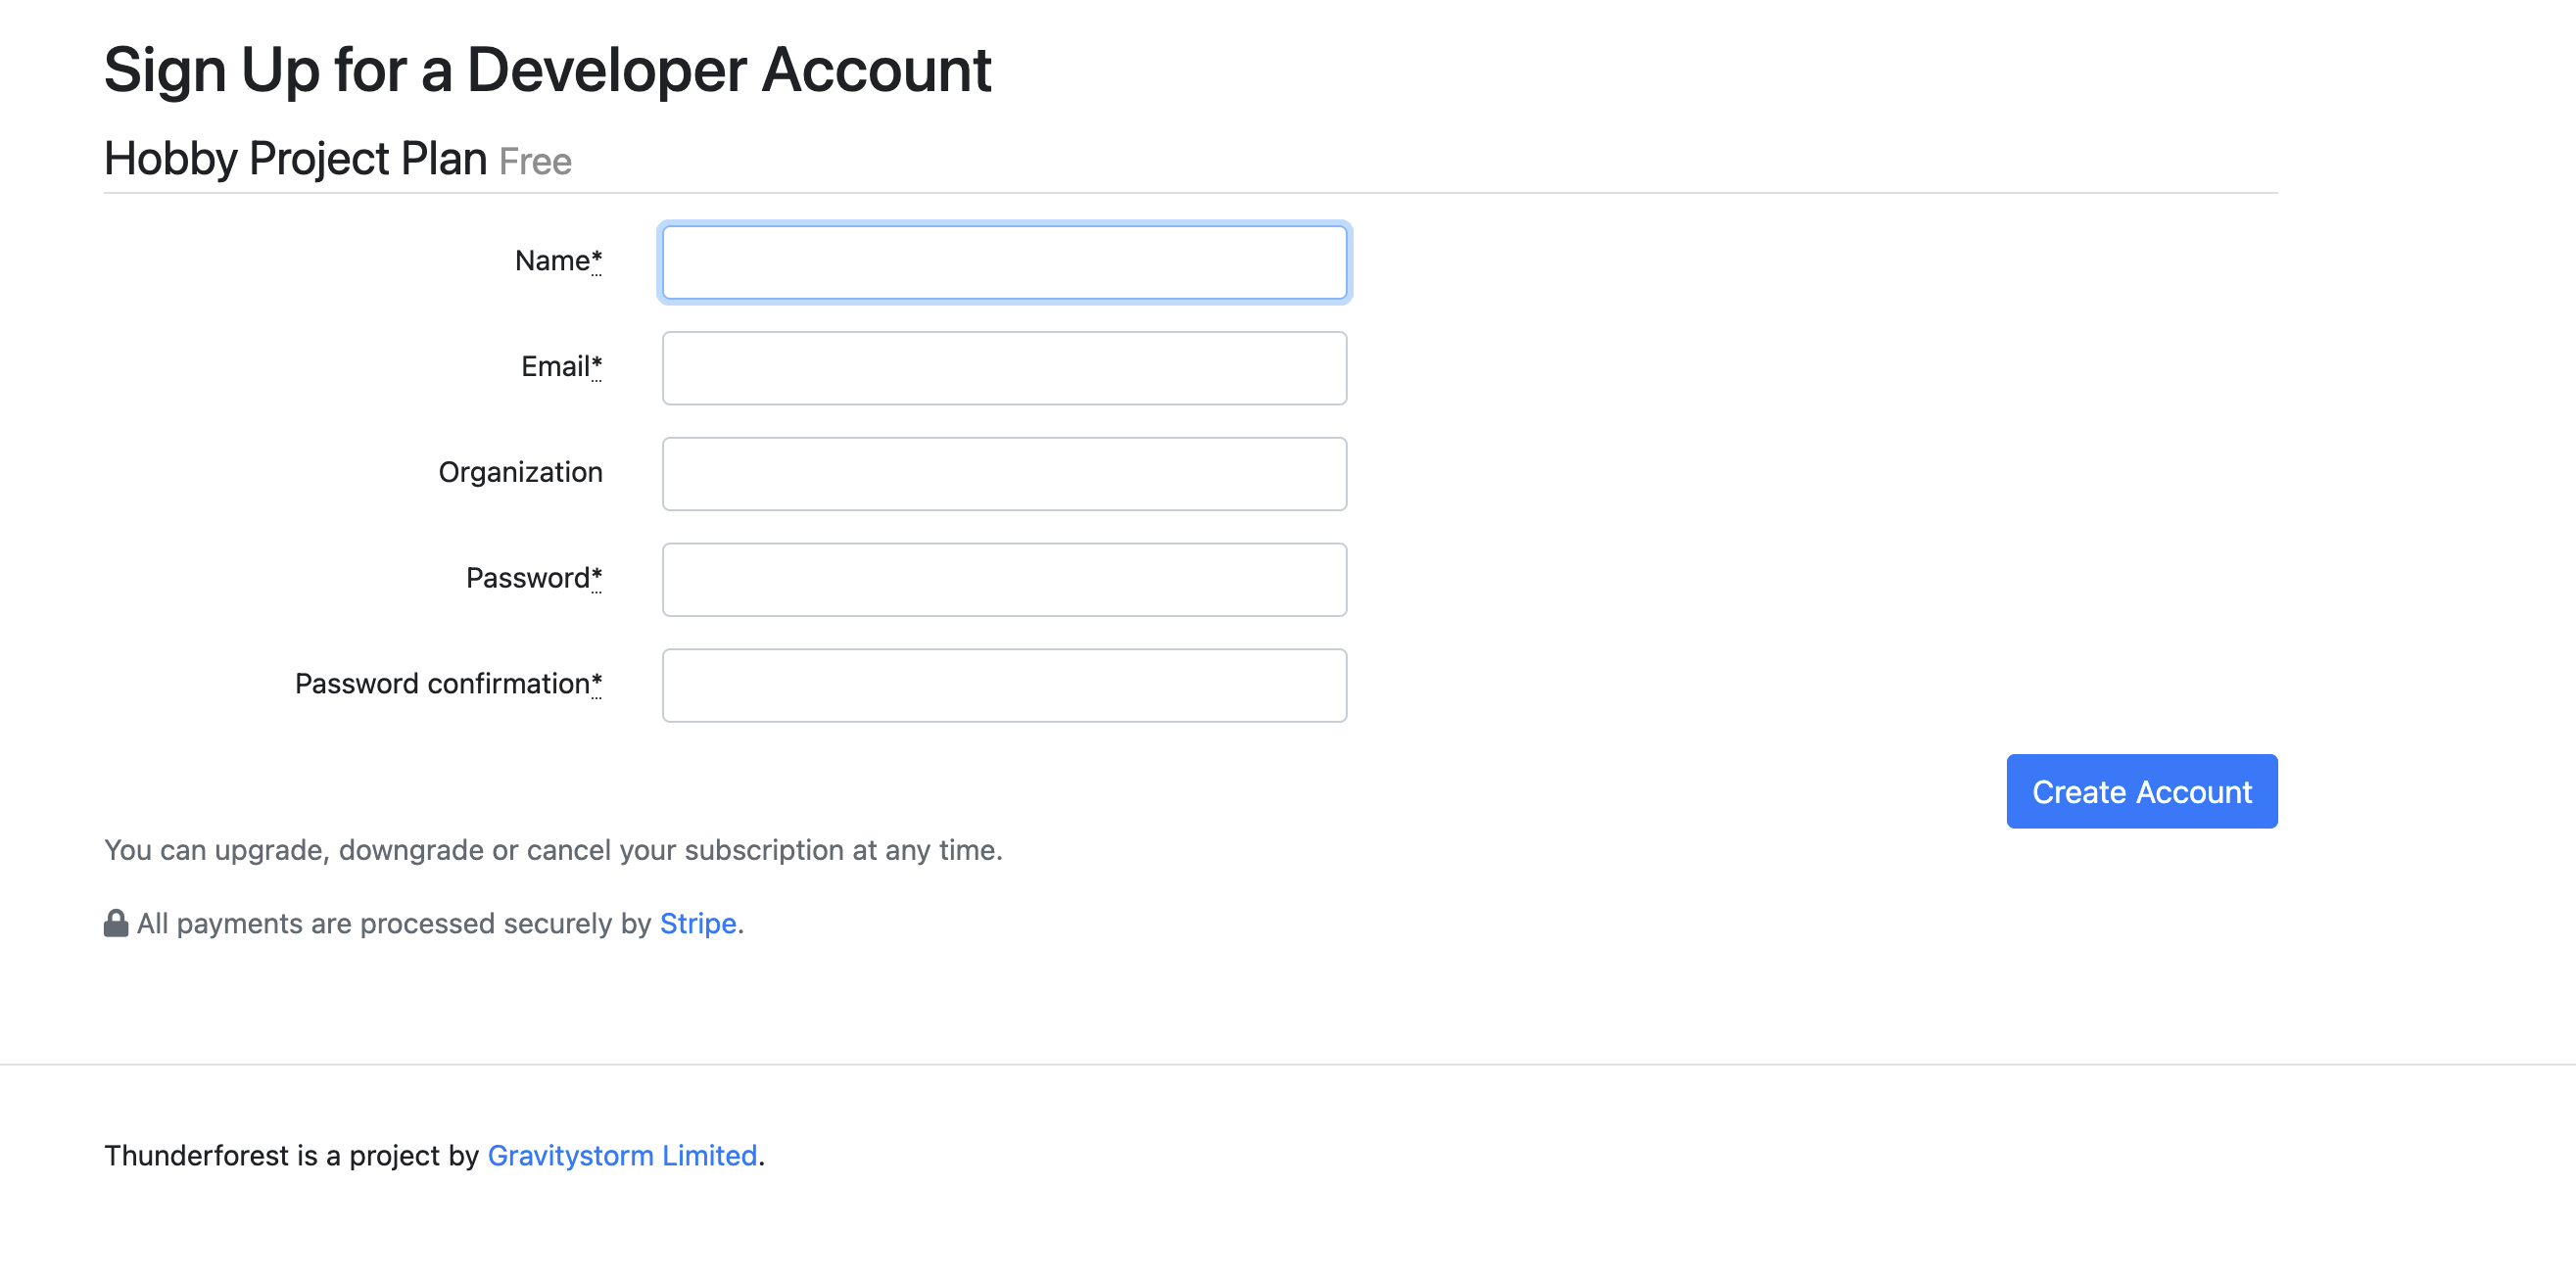 Sign Up for a Developer Account
Hobby Project Plan Free
Name*
Email*
Organization
Password*
Password confirmation*
Create Account
You can upgrade, downgrade or cancel your subscription at any time.
All payments are processed securely by Stripe.
Thunderforest is a project by Gravitystorm Limited.